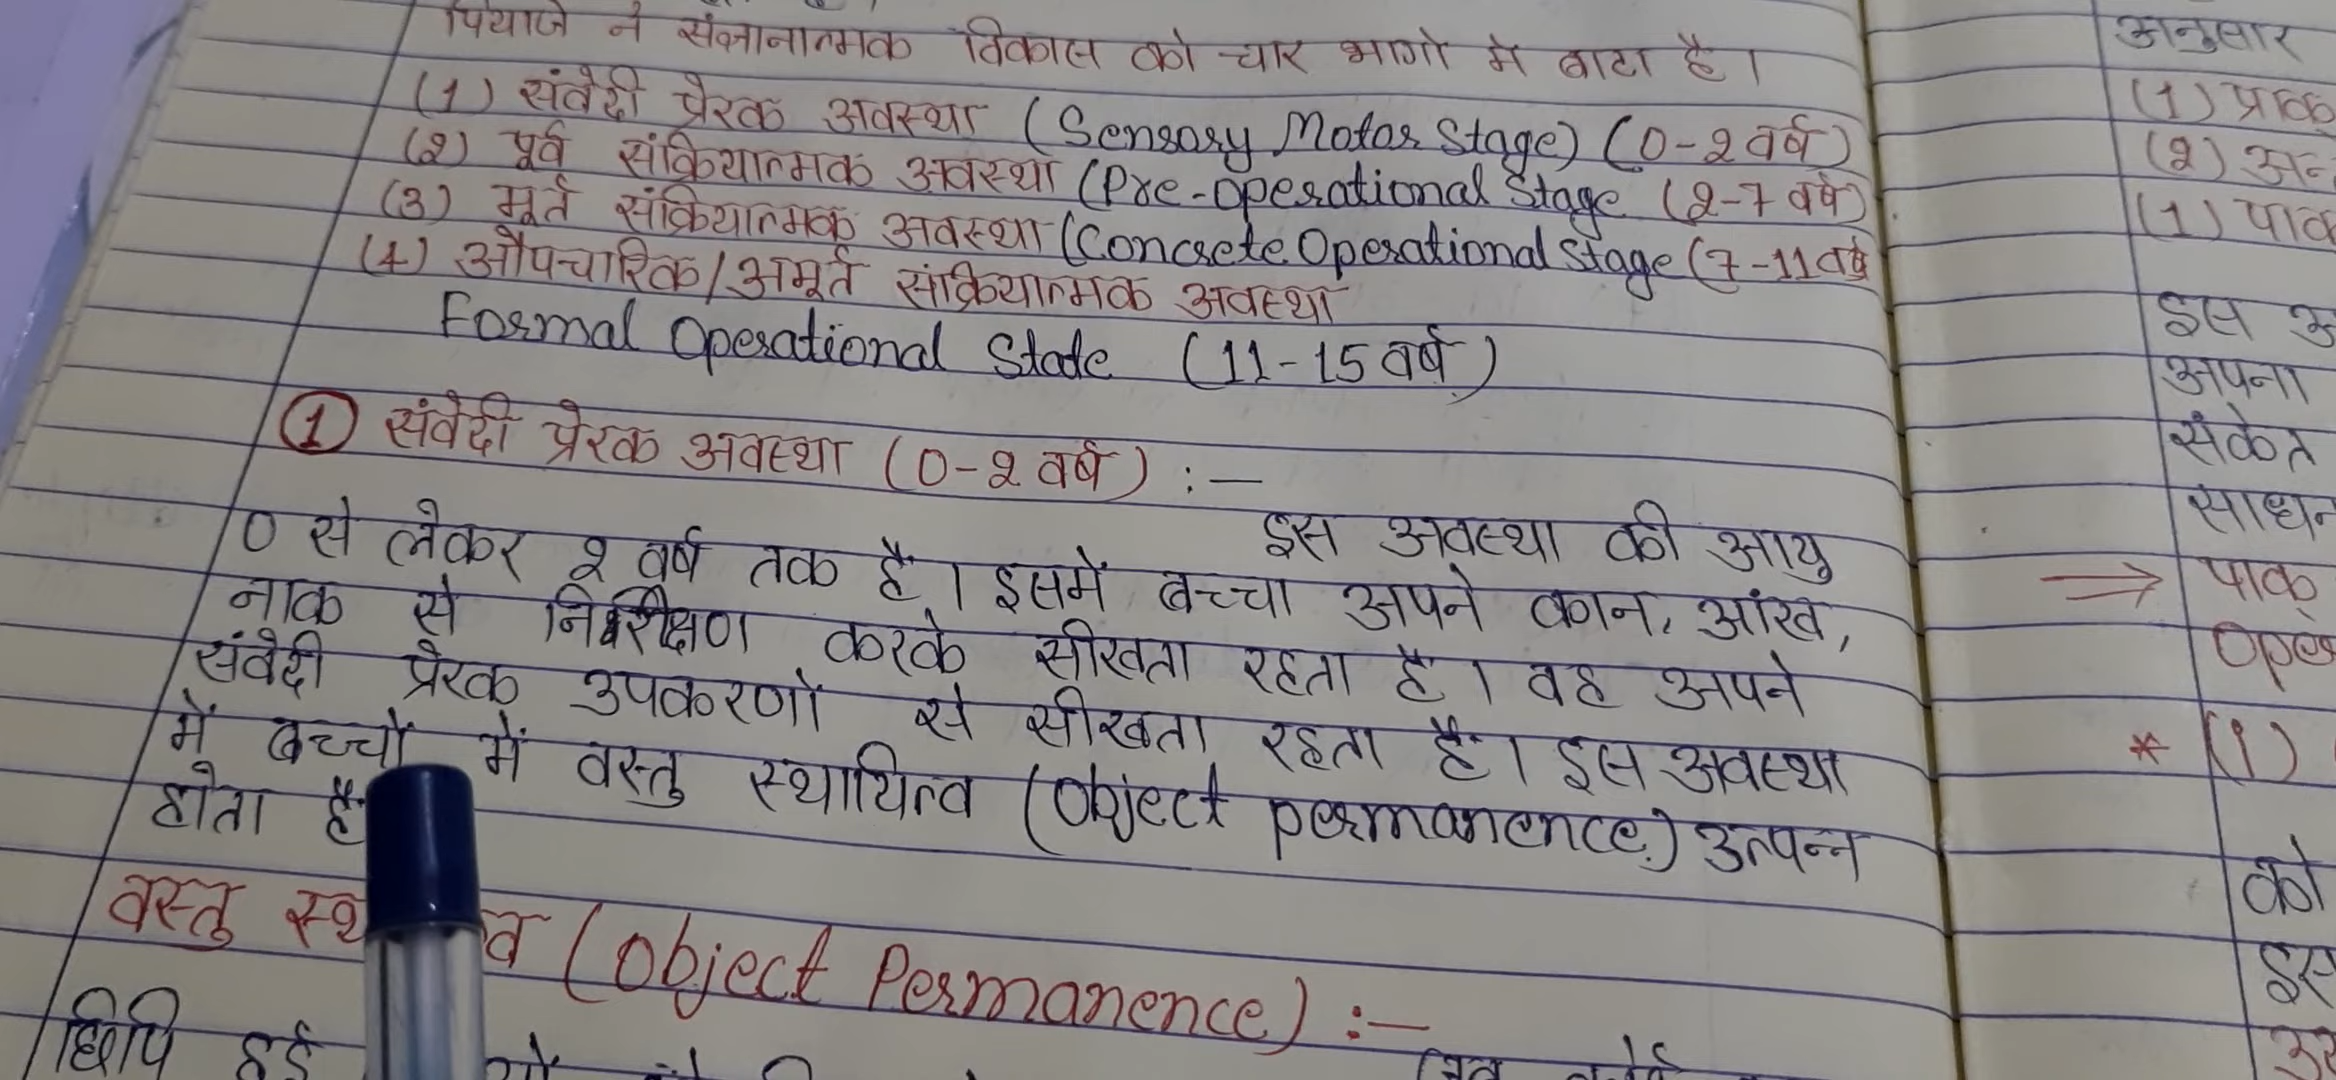 पियाजे ने संज्ञानात्मक विकास को चार भागो मे बाटा है।
(1) संवेदी प्रेरक अवस्था (Sensory Motor Stage) (0-2 वर्ष)
(2) पूर्व संक्रियात्मक अवस्था (Pre-operational Stage (2-7 वर्ष)
(3) मूर्त संक्रियात्मक अवस्था (Concrete Operational Stage (7-11 वर्ष
(4) औपचारिक/अमूर्त संक्रियात्मक अवस्था
Formal Operational State (11-15 वर्ष)
① संवेदी प्रेरक अवस्था (0-2 वर्ष) :—
इस अवस्था की आयु
0 से लेकर 2 वर्ष तक है। इसमें बच्चा अपने कान, आंख,
नाक से निरीक्षण करके सीखता रहता है। वह अपने
संवेदी प्रेरक उपकरणों से सीखता रहता है। इस अवस्था
में बच्चों में वस्तु स्थायित्व (Object permanence) उत्पन्न
होता है
वस्तु (Object Permanence) :—
छिपि हुई
अनुसार
(1)
(2)
(1)
इस
अपना
संकेत
⇒
* (1)
को